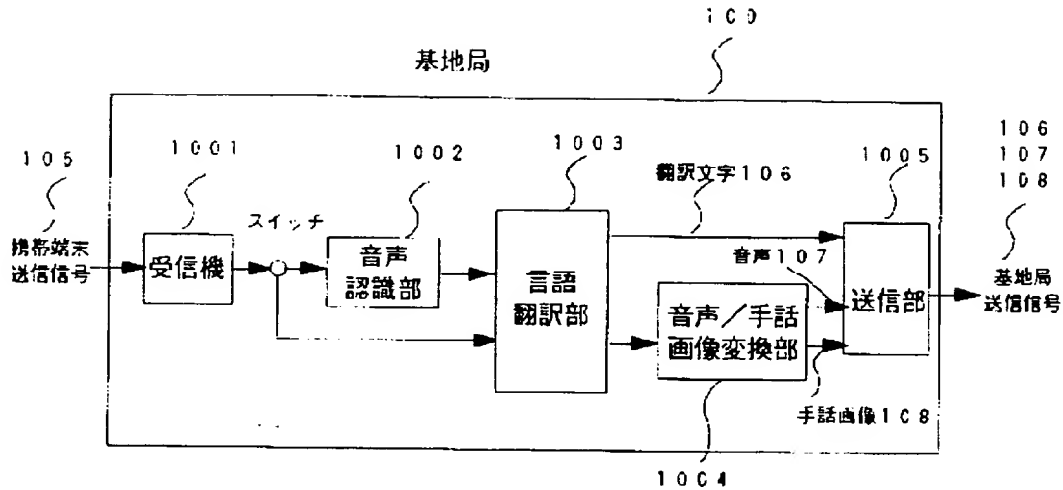 100
基地局
105
1001
1002
1003
翻訳文字106
1005
106
107
108
スイッチ
携帯端末
送信信号
受信機
音声
認識部
言語
翻訳部
音声107
音声/手話
画像変換部
送信部
基地局
送信信号
手話画像108
1004